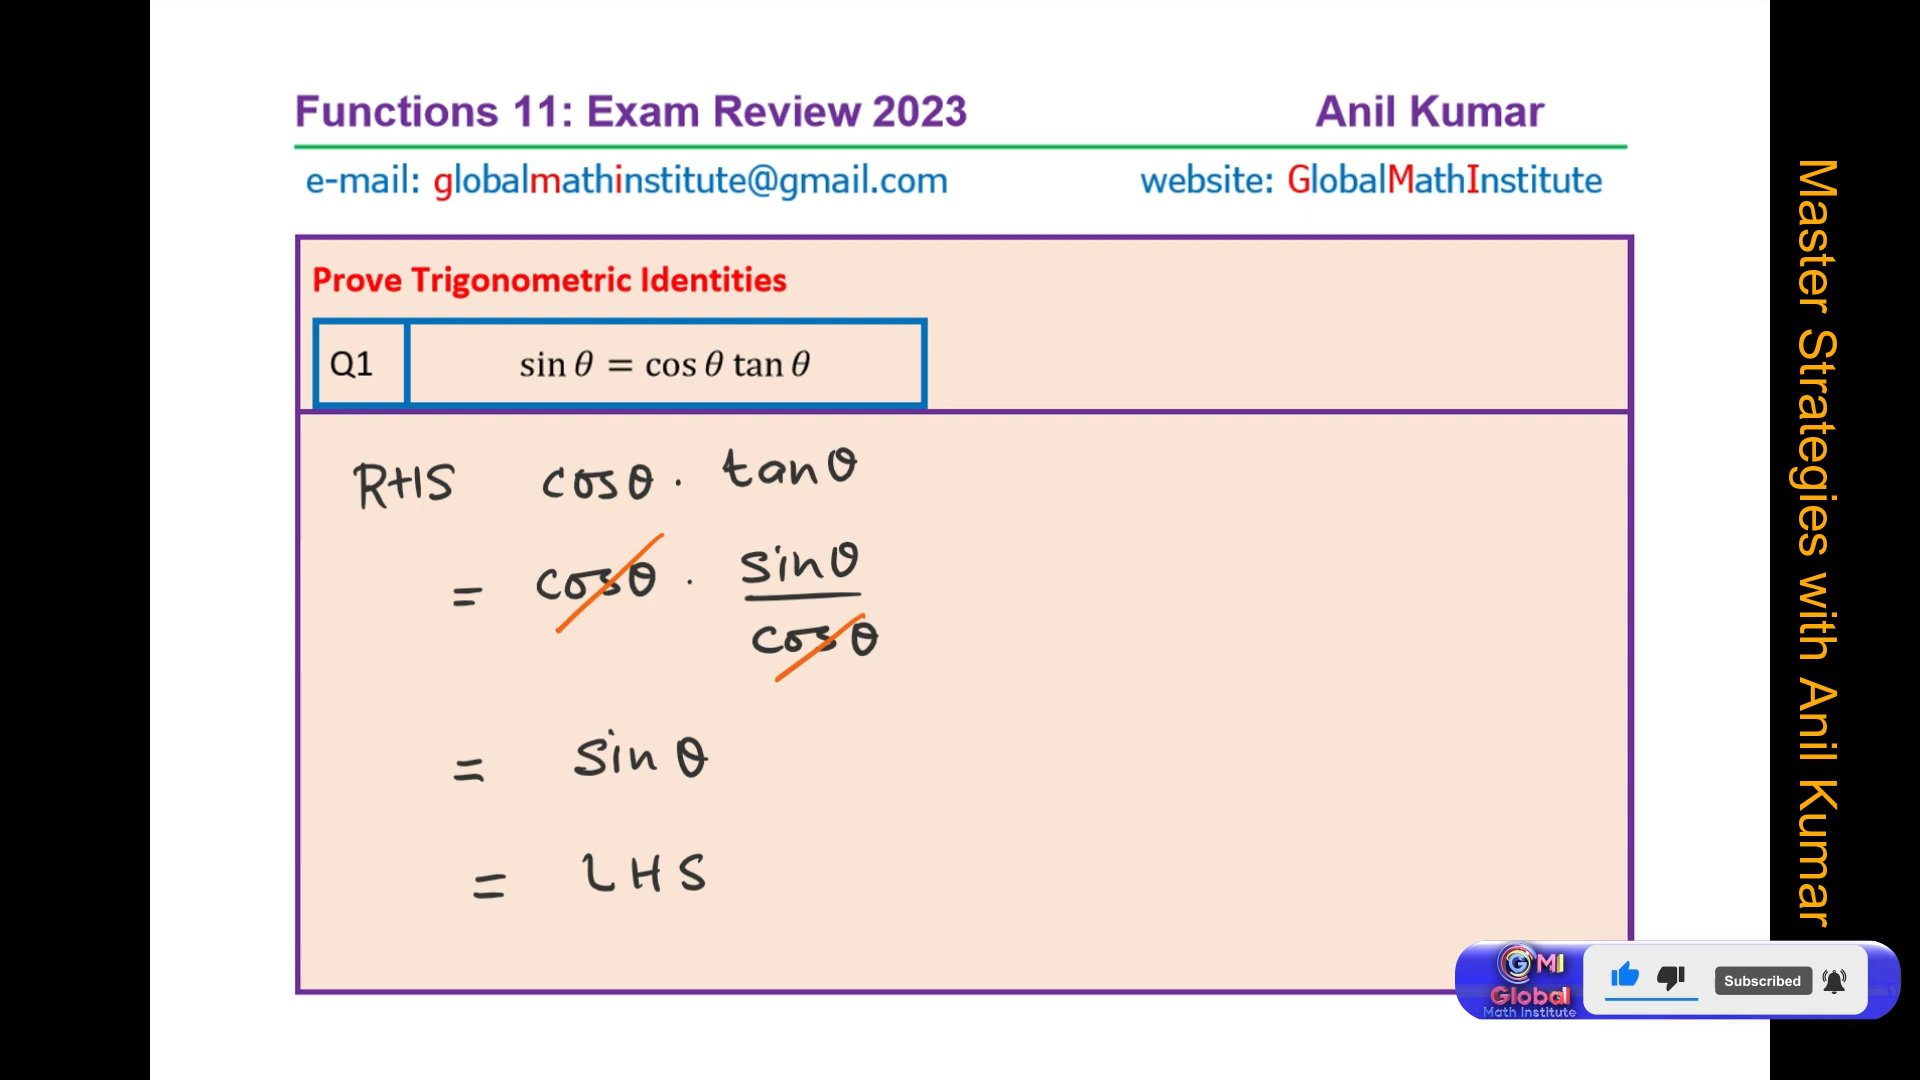 Functions 11: Exam Review 2023 Anil Kumar
e-mail: globalmathinstitute@gmail.com website: GlobalMathInstitute
Prove Trigonometric Identities
Q1 sin θ = cos θ tan θ
RHS cosθ . tanθ
= cosθ . sinθ
cosθ
= sin θ
= LHS
Master Strategies with Anil Kumar
GMI
Global
Math Institute
Subscribed